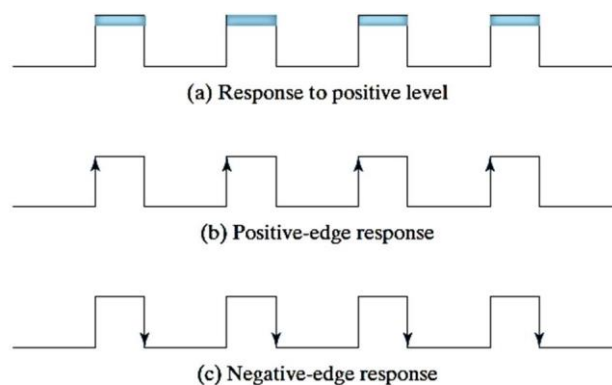 (a) Response to positive level
(b) Positive-edge response
(c) Negative-edge response